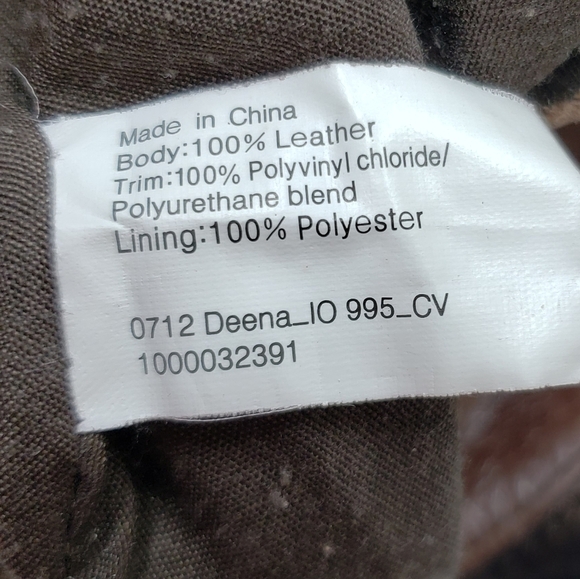 Made in China
Body:100% Leather
Trim:100% Polyvinyl chloride/
Polyurethane blend
Lining:100% Polyester
0712 Deena_IO 995_CV
1000032391